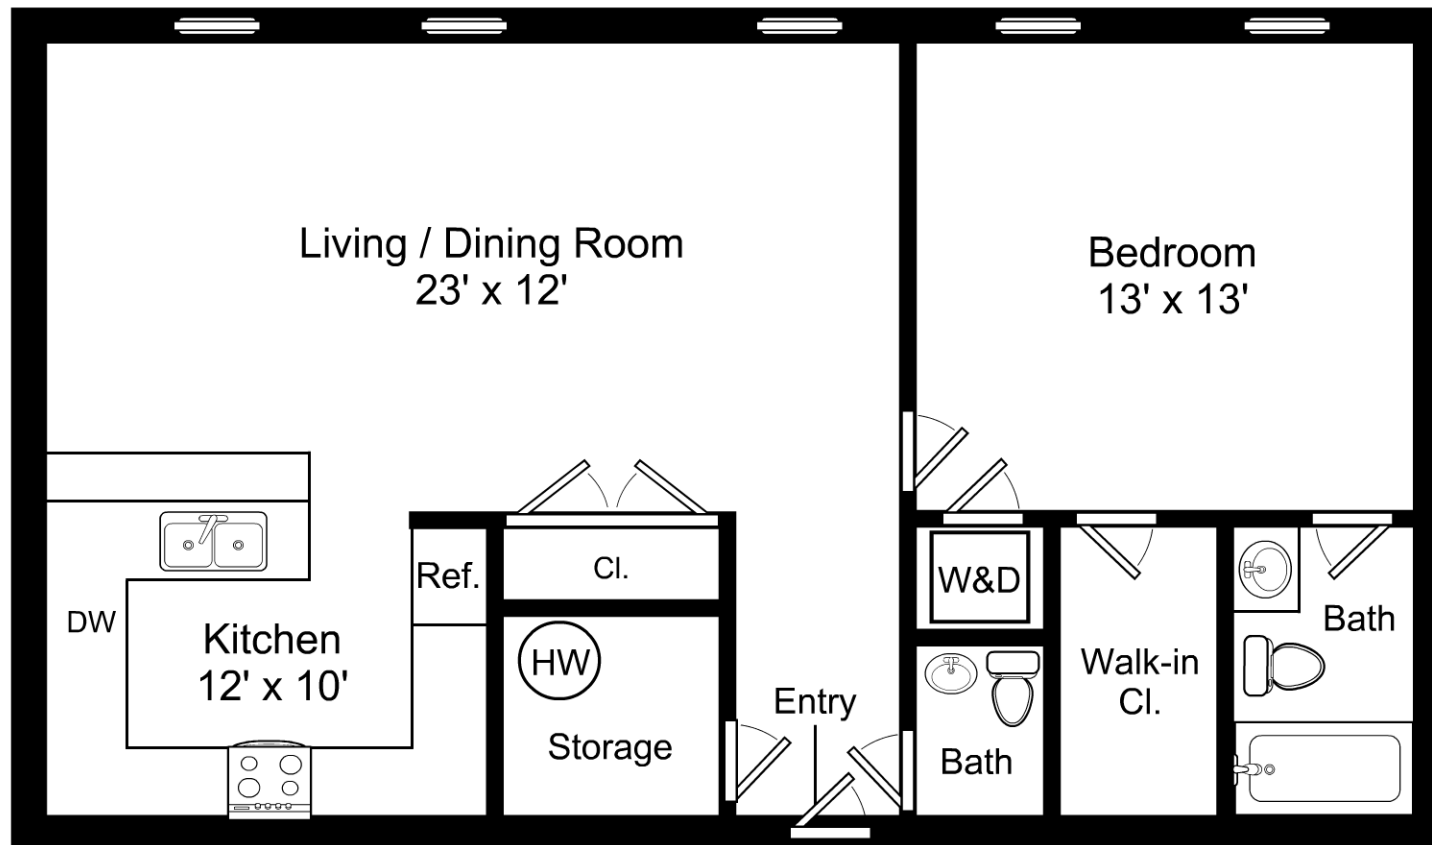 Living / Dining Room
23' x 12'
Bedroom
13' x 13'
Ref.
Cl.
W&D
DW
Kitchen
12' x 10'
HW
Storage
Entry
Bath
Walk-in
Cl.
Bath